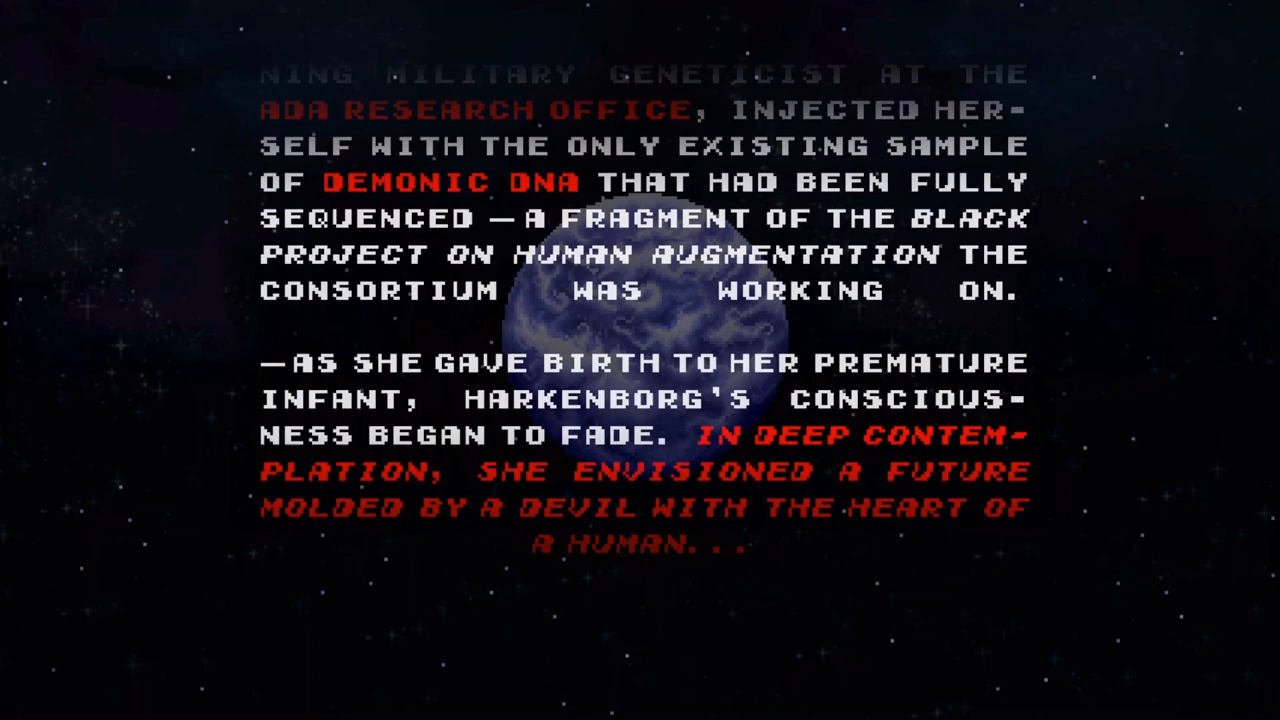 NING MILITARY GENETICIST AT THE
ADA RESEARCH OFFICE, INJECTED HER-
SELF WITH THE ONLY EXISTING SAMPLE
OF DEMONIC DNA THAT HAD BEEN FULLY
SEQUENCED —A FRAGMENT OF THE BLACK
PROJECT ON HUMAN AUGMENTATION THE
CONSORTIUM WAS WORKING ON.
—AS SHE GAVE BIRTH TO HER PREMATURE
INFANT, HARKENBORG'S CONSCIOUS-
NESS BEGAN TO FADE. IN DEEP CONTEM-
PLATION, SHE ENVISIONED A FUTURE
MOLDED BY A DEVIL WITH THE HEART OF
A HUMAN...